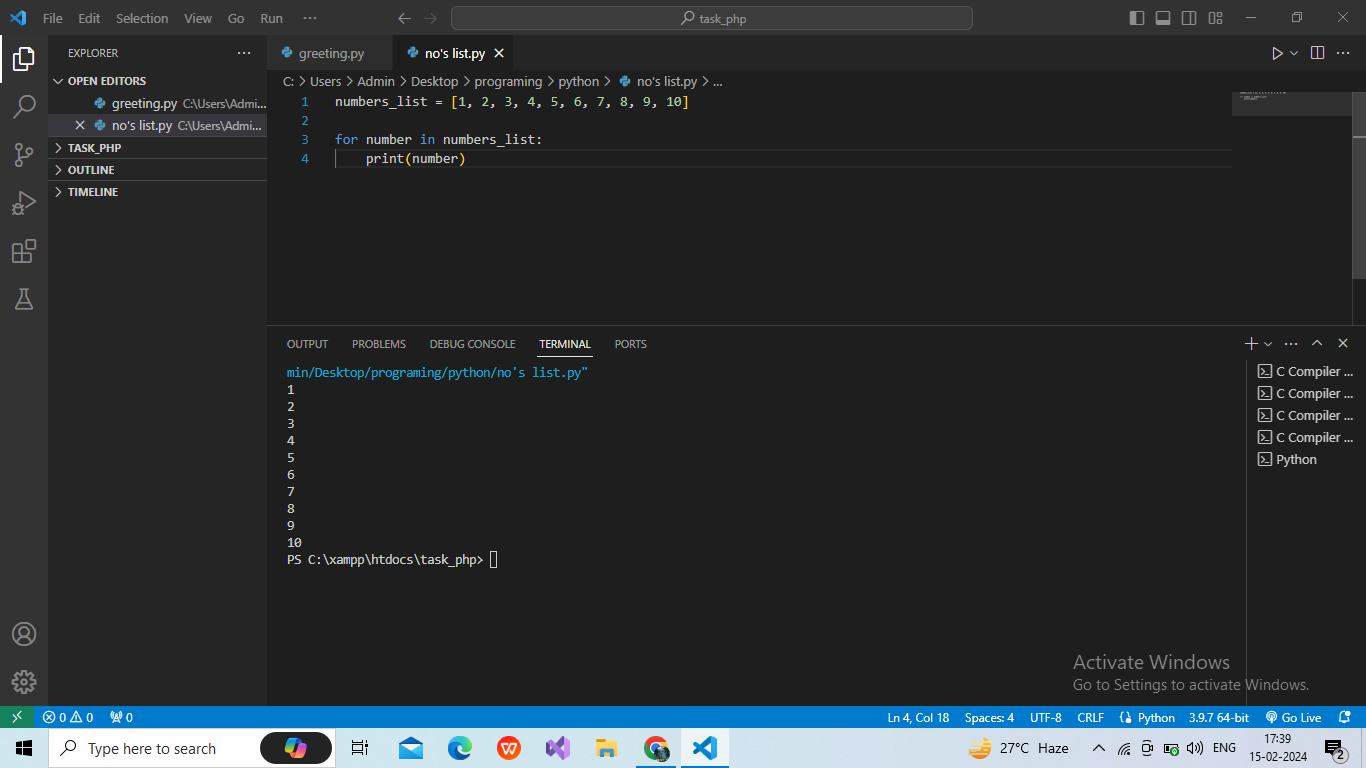 File Edit Selection View Go Run ···
task_php
EXPLORER ···
OPEN EDITORS
greeting.py C:\Users\Admi...
no's list.py C:\Users\Admi...
TASK_PHP
OUTLINE
TIMELINE
greeting.py
no's list.py
C: > Users > Admin > Desktop > programing > python > no's list.py > ...
1 numbers_list = [1, 2, 3, 4, 5, 6, 7, 8, 9, 10]
2
3 for number in numbers_list:
4 print(number)
OUTPUT PROBLEMS DEBUG CONSOLE TERMINAL PORTS
min/Desktop/programing/python/no's list.py"
1
2
3
4
5
6
7
8
9
10
PS C:\xampp\htdocs\task_php>
C Compiler ...
C Compiler ...
C Compiler ...
C Compiler ...
Python
Activate Windows
Go to Settings to activate Windows.
0 0 0
Ln 4, Col 18 Spaces: 4 UTF-8 CRLF Python 3.9.7 64-bit Go Live
Type here to search
27°C Haze
ENG
17:39
15-02-2024
2